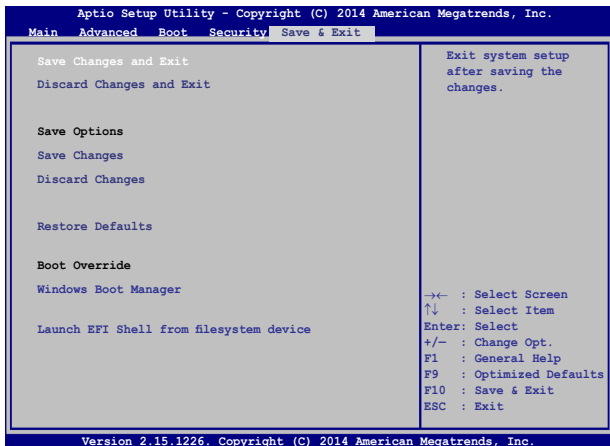 Aptio Setup Utility - Copyright (C) 2014 American Megatrends, Inc.
Main Advanced Boot Security Save & Exit
Save Changes and Exit
Discard Changes and Exit
Save Options
Save Changes
Discard Changes
Restore Defaults
Boot Override
Windows Boot Manager
Launch EFI Shell from filesystem device
Exit system setup
after saving the
changes.
→← : Select Screen
↑↓ : Select Item
Enter: Select
+/— : Change Opt.
F1 : General Help
F9 : Optimized Defaults
F10 : Save & Exit
ESC : Exit
Version 2.15.1226. Copyright (C) 2014 American Megatrends, Inc.